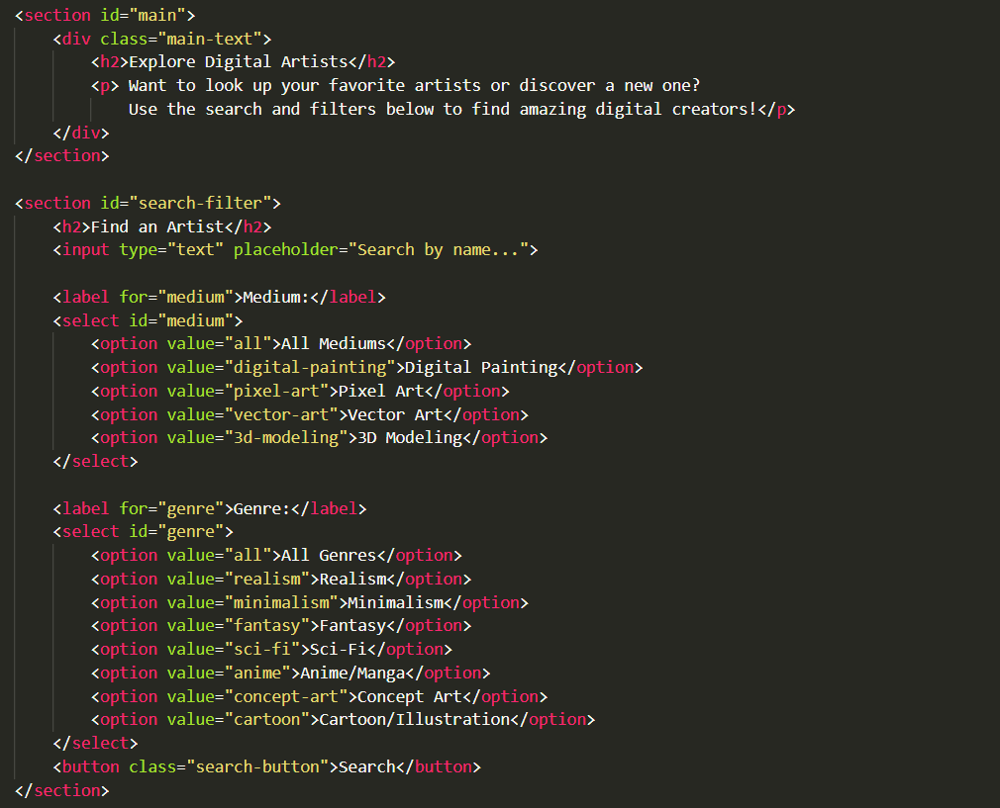 <section id="main">
    <div class="main-text">
        <h2>Explore Digital Artists</h2>
        <p> Want to look up your favorite artists or discover a new one?
            Use the search and filters below to find amazing digital creators!</p>
    </div>
</section>

<section id="search-filter">
    <h2>Find an Artist</h2>
    <input type="text" placeholder="Search by name...">

    <label for="medium">Medium:</label>
    <select id="medium">
        <option value="all">All Mediums</option>
        <option value="digital-painting">Digital Painting</option>
        <option value="pixel-art">Pixel Art</option>
        <option value="vector-art">Vector Art</option>
        <option value="3d-modeling">3D Modeling</option>
    </select>

    <label for="genre">Genre:</label>
    <select id="genre">
        <option value="all">All Genres</option>
        <option value="realism">Realism</option>
        <option value="minimalism">Minimalism</option>
        <option value="fantasy">Fantasy</option>
        <option value="sci-fi">Sci-Fi</option>
        <option value="anime">Anime/Manga</option>
        <option value="concept-art">Concept Art</option>
        <option value="cartoon">Cartoon/Illustration</option>
    </select>
    <button class="search-button">Search</button>
</section>